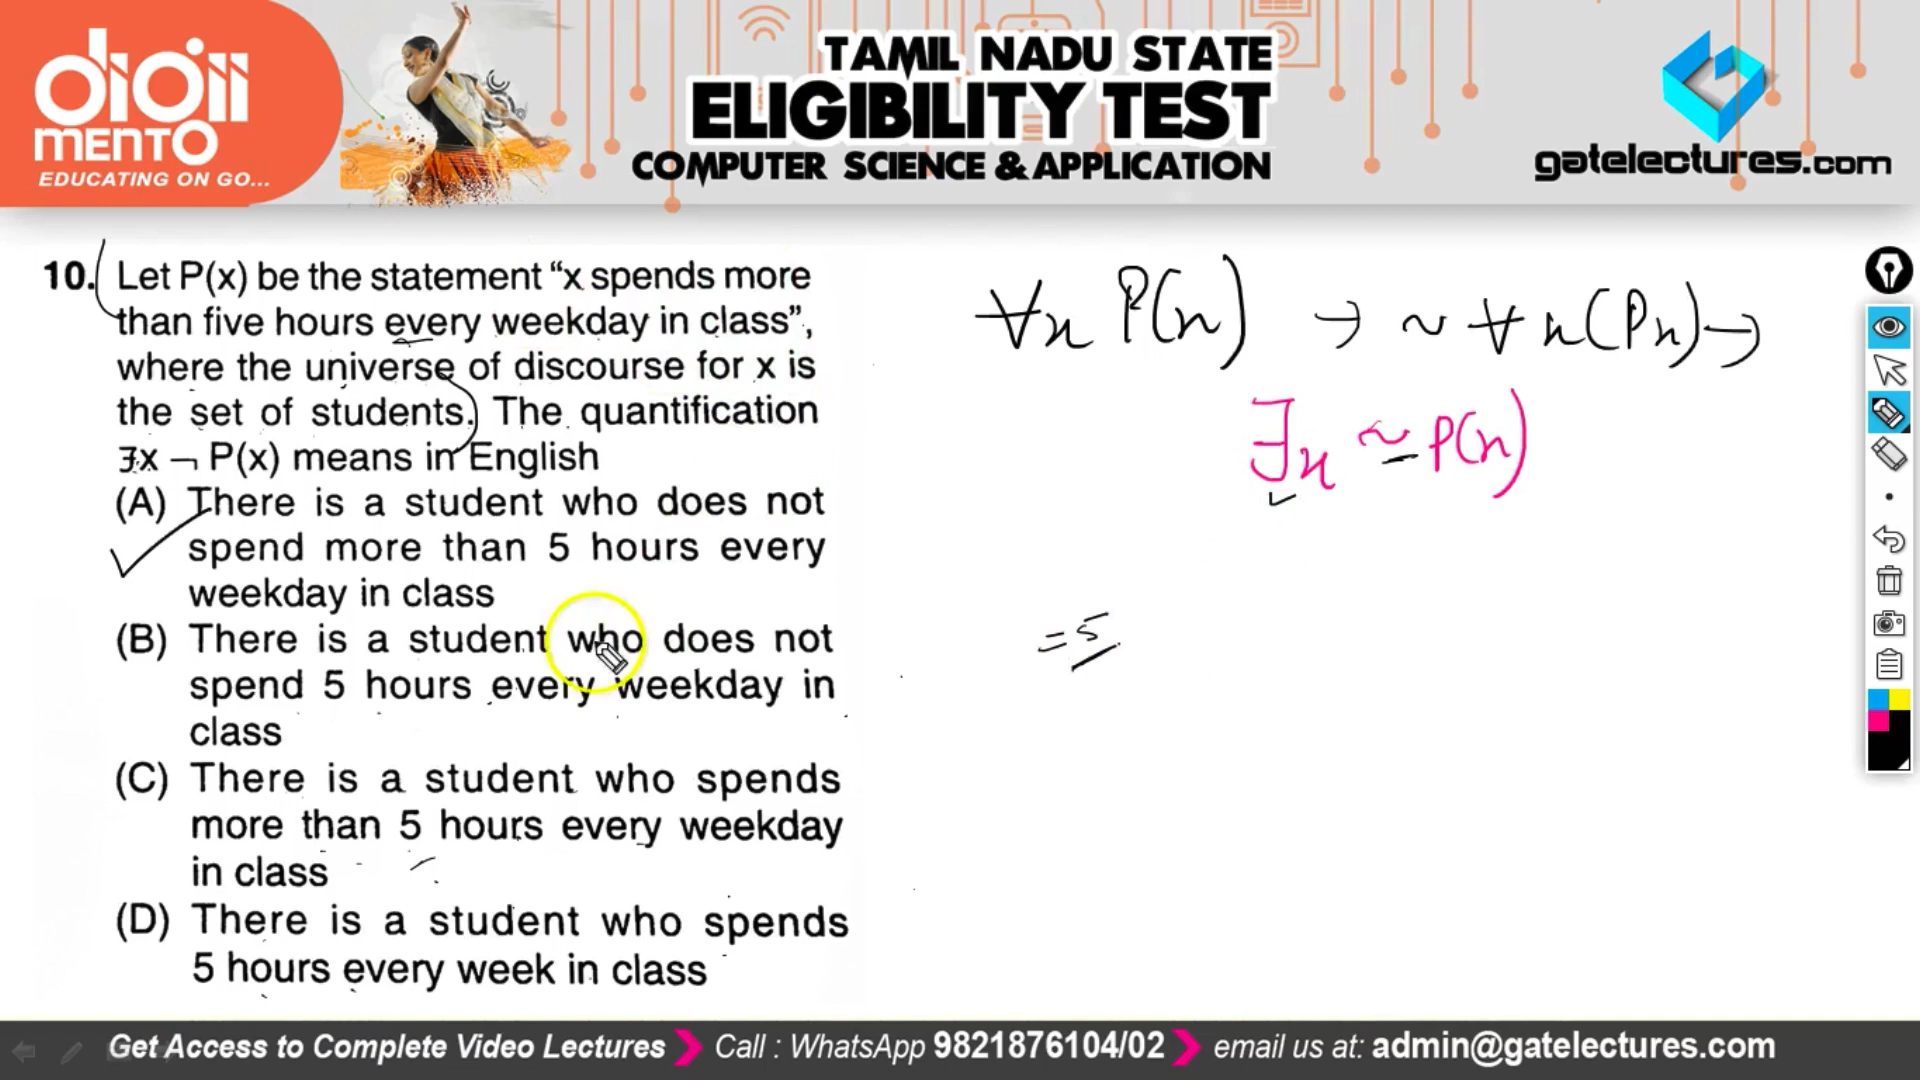 digii
MENTO
EDUCATING ON GO...
TAMIL NADU STATE
ELIGIBILITY TEST
COMPUTER SCIENCE & APPLICATION
gatelectures.com
10. Let P(x) be the statement “x spends more
than five hours every weekday in class”,
where the universe of discourse for x is
the set of students. The quantification
∃x ¬ P(x) means in English
(A) There is a student who does not
spend more than 5 hours every
weekday in class
(B) There is a student who does not
spend 5 hours every weekday in
class
(C) There is a student who spends
more than 5 hours every weekday
in class
(D) There is a student who spends
5 hours every week in class
∀x P(x) → ~ ∀ x(Px) →
∃x ~ P(x)
= 5
Get Access to Complete Video Lectures Call : WhatsApp 9821876104/02 email us at: admin@gatelectures.com